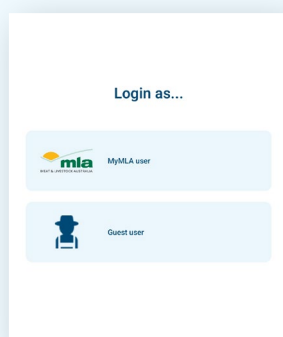 Login as...
mla
MEAT & LIVESTOCK AUSTRALIA
MyMLA user
Guest user